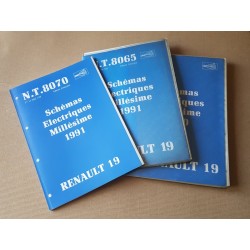 N.T.8070
Schémas
Electriques
Millésime
1991
RENAULT 19
N.T.8065
Schémas
Electriques
Millésime
1991
RENAULT 19
RENAULT 19